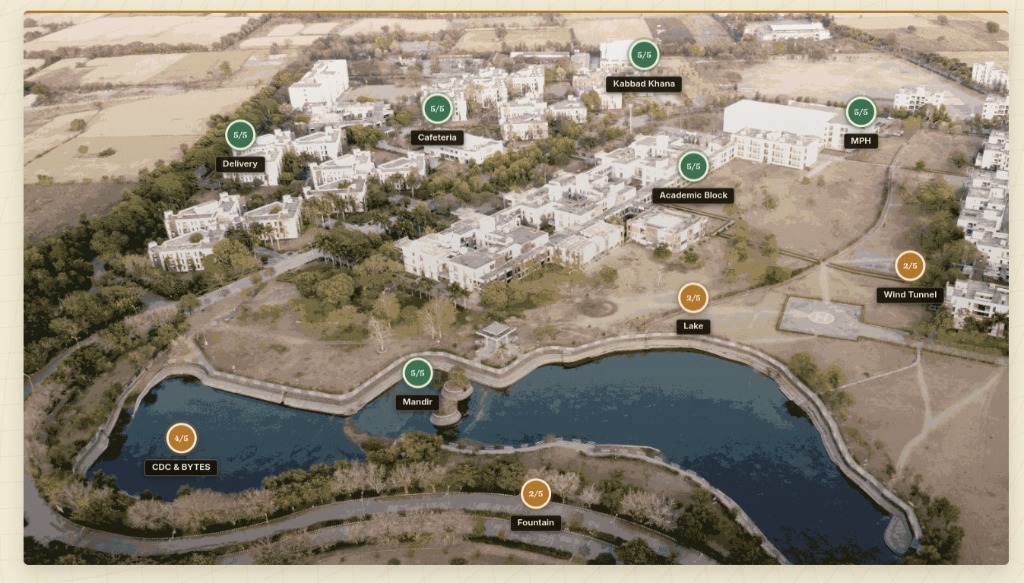 5/5
Kabbad Khana
5/5
Cafeteria
5/5
MPH
5/5
Delivery
5/5
Academic Block
2/5
Wind Tunnel
2/5
Lake
5/5
Mandir
4/5
CDC & BYTES
2/5
Fountain
H